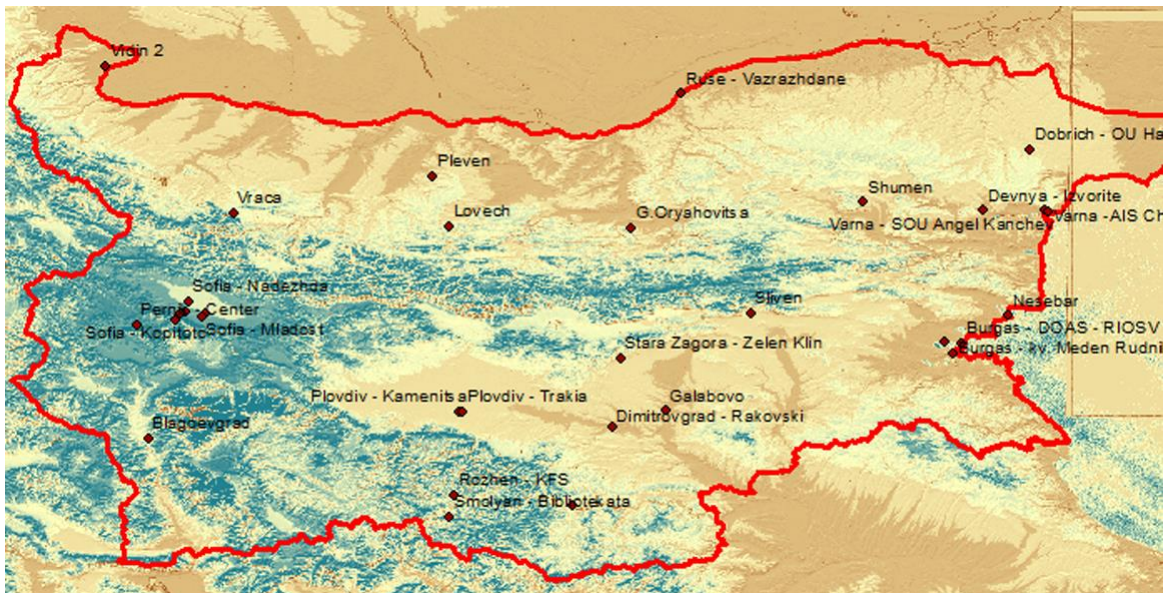 Vidin 2
Ruse - Vazrazhdane
Dobrich - OU Ha
Pleven
Shumen
Vraca
Devnya - Izvorite
Lovech
G.Oryahovitsa
Varna - SOU Angel Kanchev
Varna -AIS Ch
Sofia - Nadezhda
Sliven
Nesebar
Pernik - Center
Sofia - Kopitoto
Sofia - Mladost
Burgas - DOAS - RIOSV
Stara Zagora - Zelen Klin
Burgas - kv. Meden Rudni
Plovdiv - Kamenitsa
Plovdiv - Trakia
Galabovo
Blagoevgrad
Dimitrovgrad - Rakovski
Rozhen - KFS
Smolyan - Bibliotekata